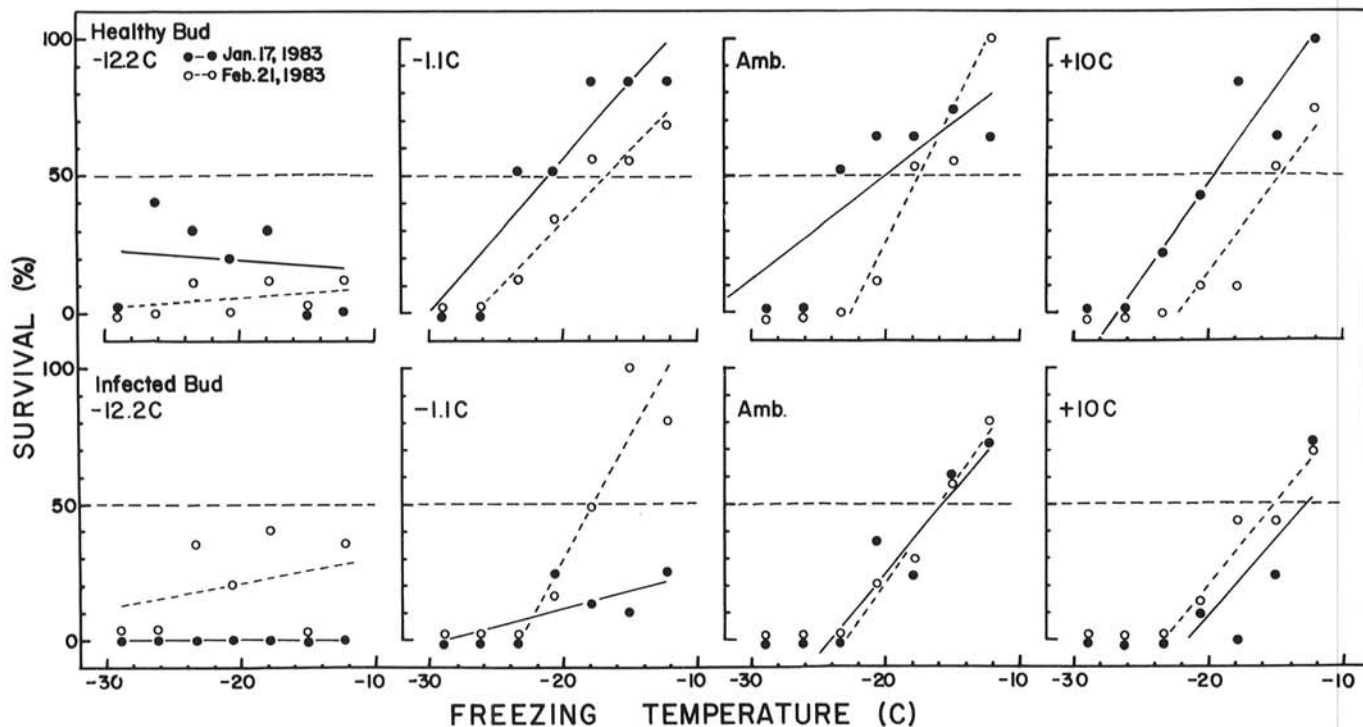 Healthy Bud
-12.2C
●-● Jan. 17, 1983
○--○ Feb. 21, 1983
-1.1C
Amb.
+10C
100
50
0
Infected Bud
-12.2C
-1.1C
Amb.
+10C
100
50
0
SURVIVAL (%)
-30 -20 -10 -30 -20 -10 -30 -20 -10 -30 -20 -10
FREEZING TEMPERATURE (C)